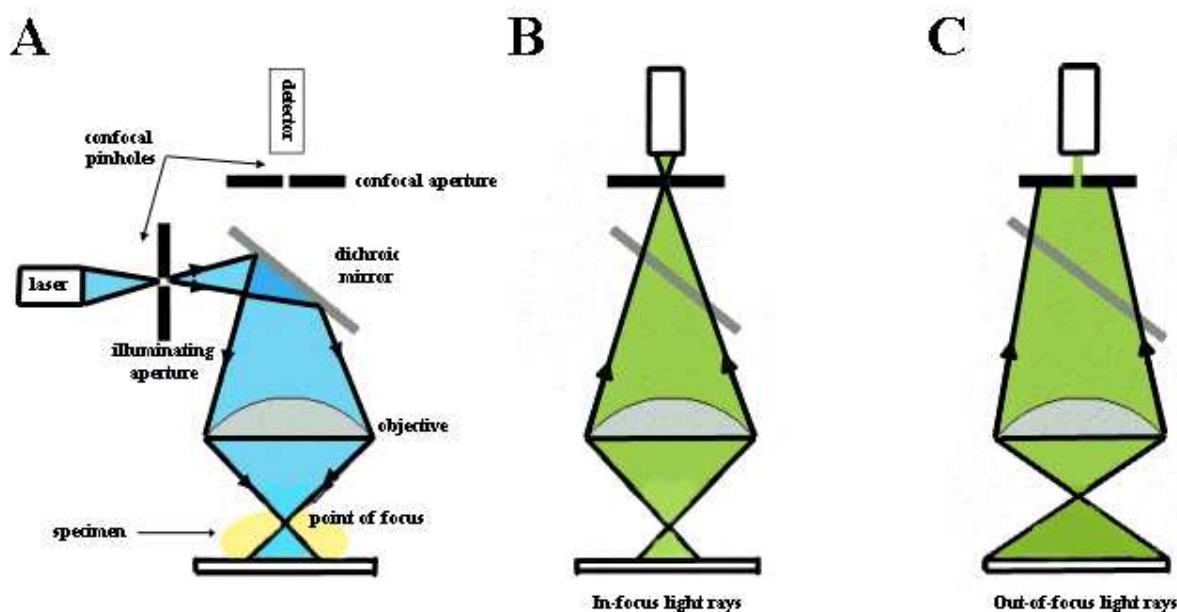 A
B
C
detector
confocal
pinholes
confocal aperture
dichroic
mirror
laser
illuminating
aperture
objective
point of focus
specimen
In-focus light rays
Out-of-focus light rays